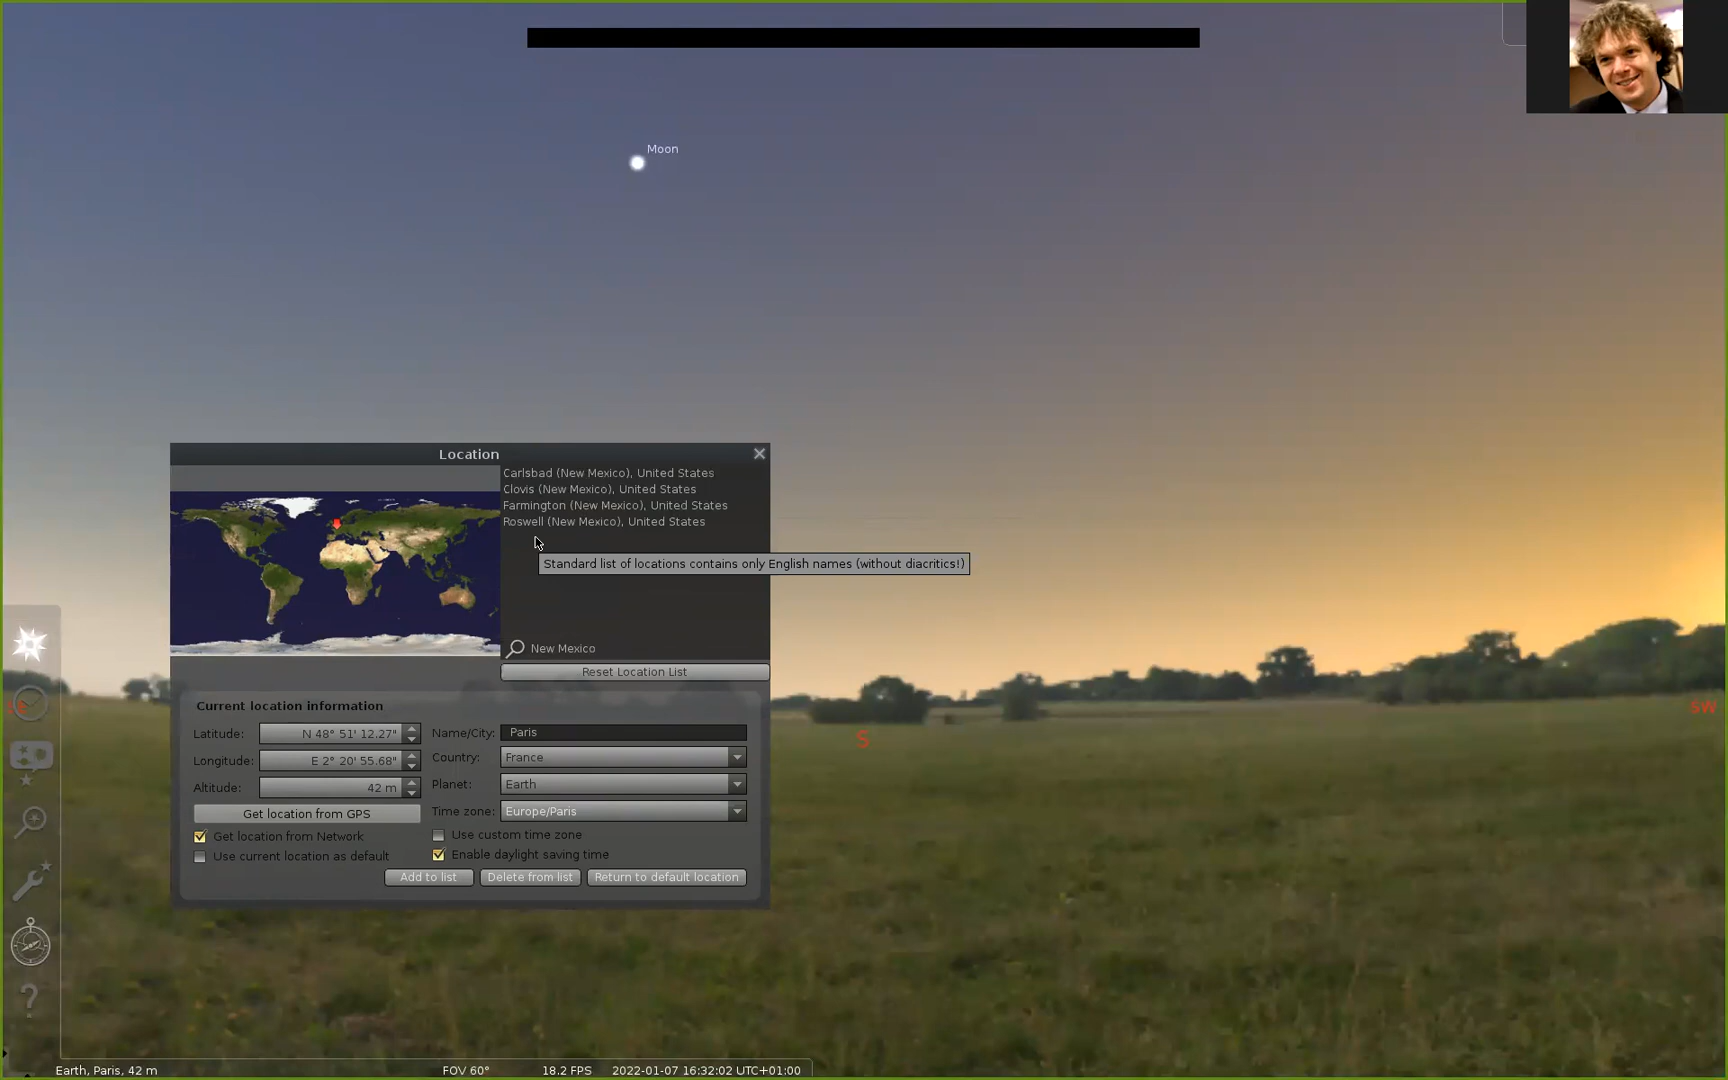 Moon
Location
Carlsbad (New Mexico), United States
Clovis (New Mexico), United States
Farmington (New Mexico), United States
Roswell (New Mexico), United States
Standard list of locations contains only English names (without diacritics!)
New Mexico
Reset Location List
Current location information
Latitude: N 48° 51' 12.27"
Name/City: Paris
Longitude: E 2° 20' 55.68"
Country: France
Altitude: 42 m
Planet: Earth
Get location from GPS
Time zone: Europe/Paris
Get location from Network
Use custom time zone
Use current location as default
Enable daylight saving time
Add to list
Delete from list
Return to default location
S
SW
?
Earth, Paris, 42 m
FOV 60°
18.2 FPS
2022-01-07 16:32:02 UTC+01:00